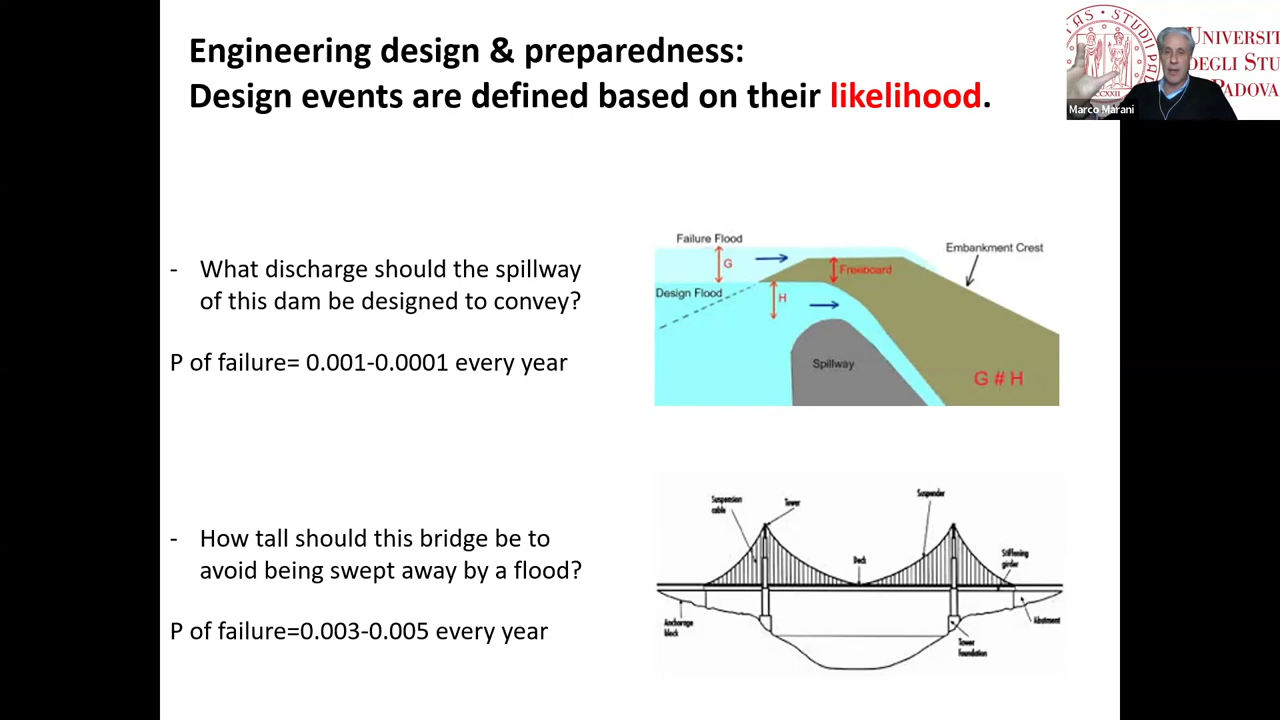 Engineering design & preparedness:
Design events are defined based on their likelihood.
UNIVERSIT
DEGLI STU
PADOVA
Marco Marani
- What discharge should the spillway
of this dam be designed to convey?
P of failure= 0.001-0.0001 every year
Failure Flood
G
Freeboard
Embankment Crest
Design Flood
H
Spillway
G # H
- How tall should this bridge be to
avoid being swept away by a flood?
P of failure=0.003-0.005 every year
Suspension
cable
Tower
Suspender
Deck
Stiffening
girder
Anchorage
block
Abutment
Tower
foundation